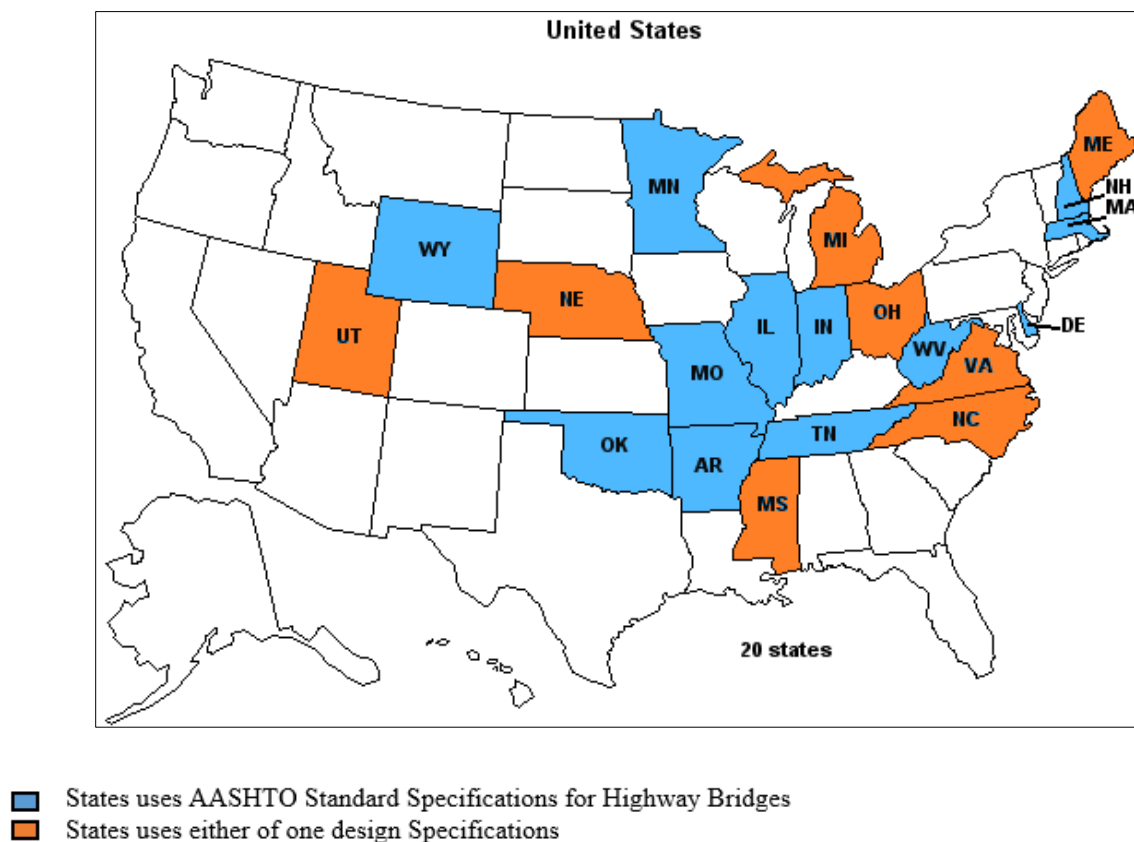 United States
ME
NH
MA
MN
MI
WY
NE
OH
IL
IN
DE
UT
WV
MO
VA
NC
TN
OK
AR
MS
20 states
States uses AASHTO Standard Specifications for Highway Bridges
States uses either of one design Specifications